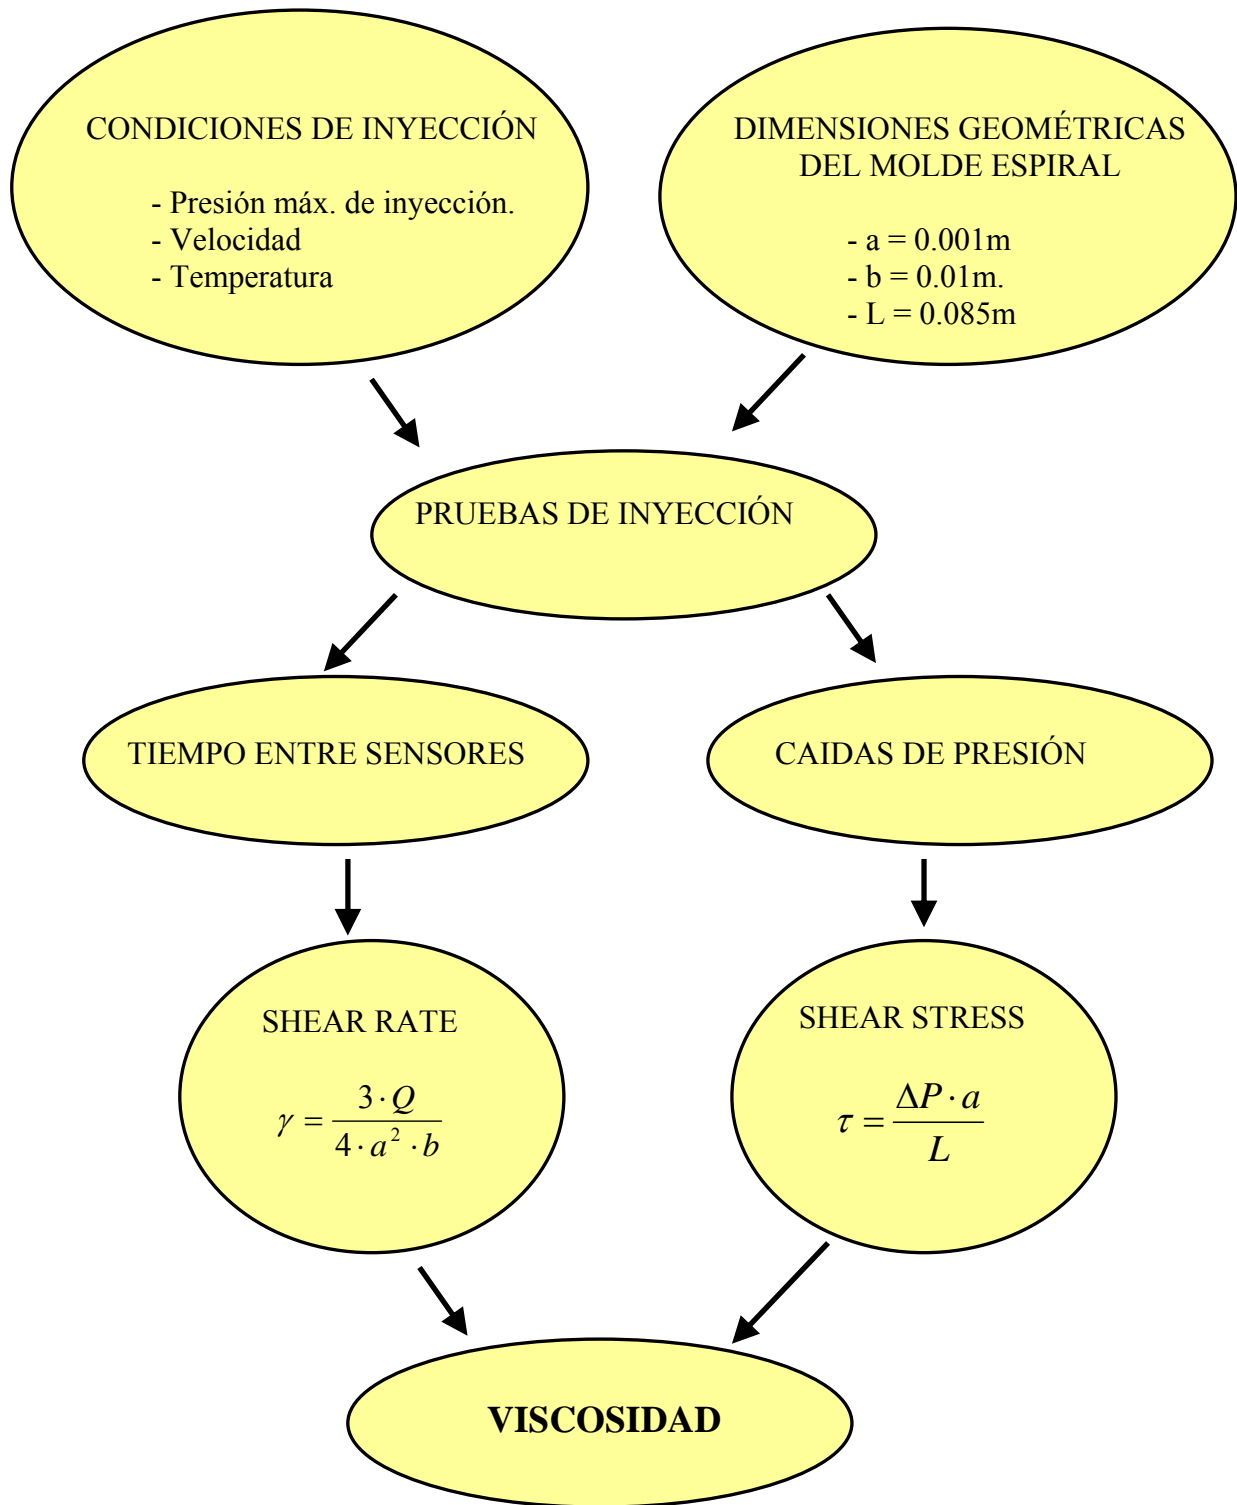 CONDICIONES DE INYECCIÓN
- Presión máx. de inyección.
- Velocidad
- Temperatura
DIMENSIONES GEOMÉTRICAS
DEL MOLDE ESPIRAL
- a = 0.001m
- b = 0.01m.
- L = 0.085m
PRUEBAS DE INYECCIÓN
TIEMPO ENTRE SENSORES
CAIDAS DE PRESIÓN
SHEAR RATE
γ = 3 · Q / 4 · a² · b
SHEAR STRESS
τ = ΔP · a / L
VISCOSIDAD